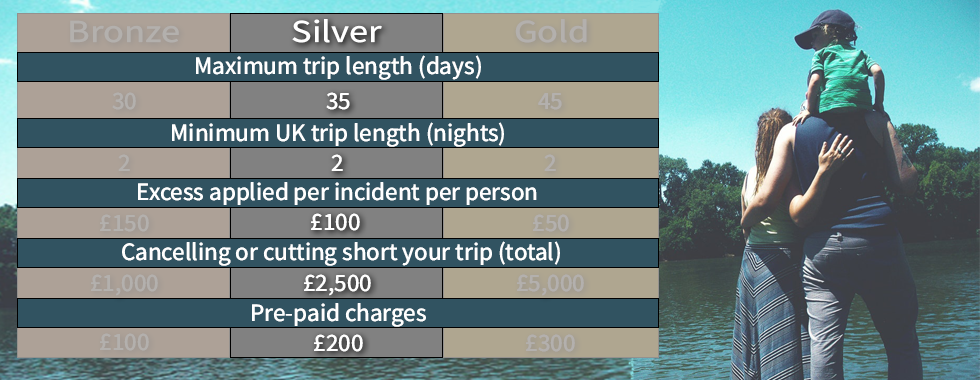 Bronze Silver Gold
Maximum trip length (days)
30 35 45
Minimum UK trip length (nights)
2 2 2
Excess applied per incident per person
£150 £100 £50
Cancelling or cutting short your trip (total)
£1,000 £2,500 £5,000
Pre-paid charges
£100 £200 £300